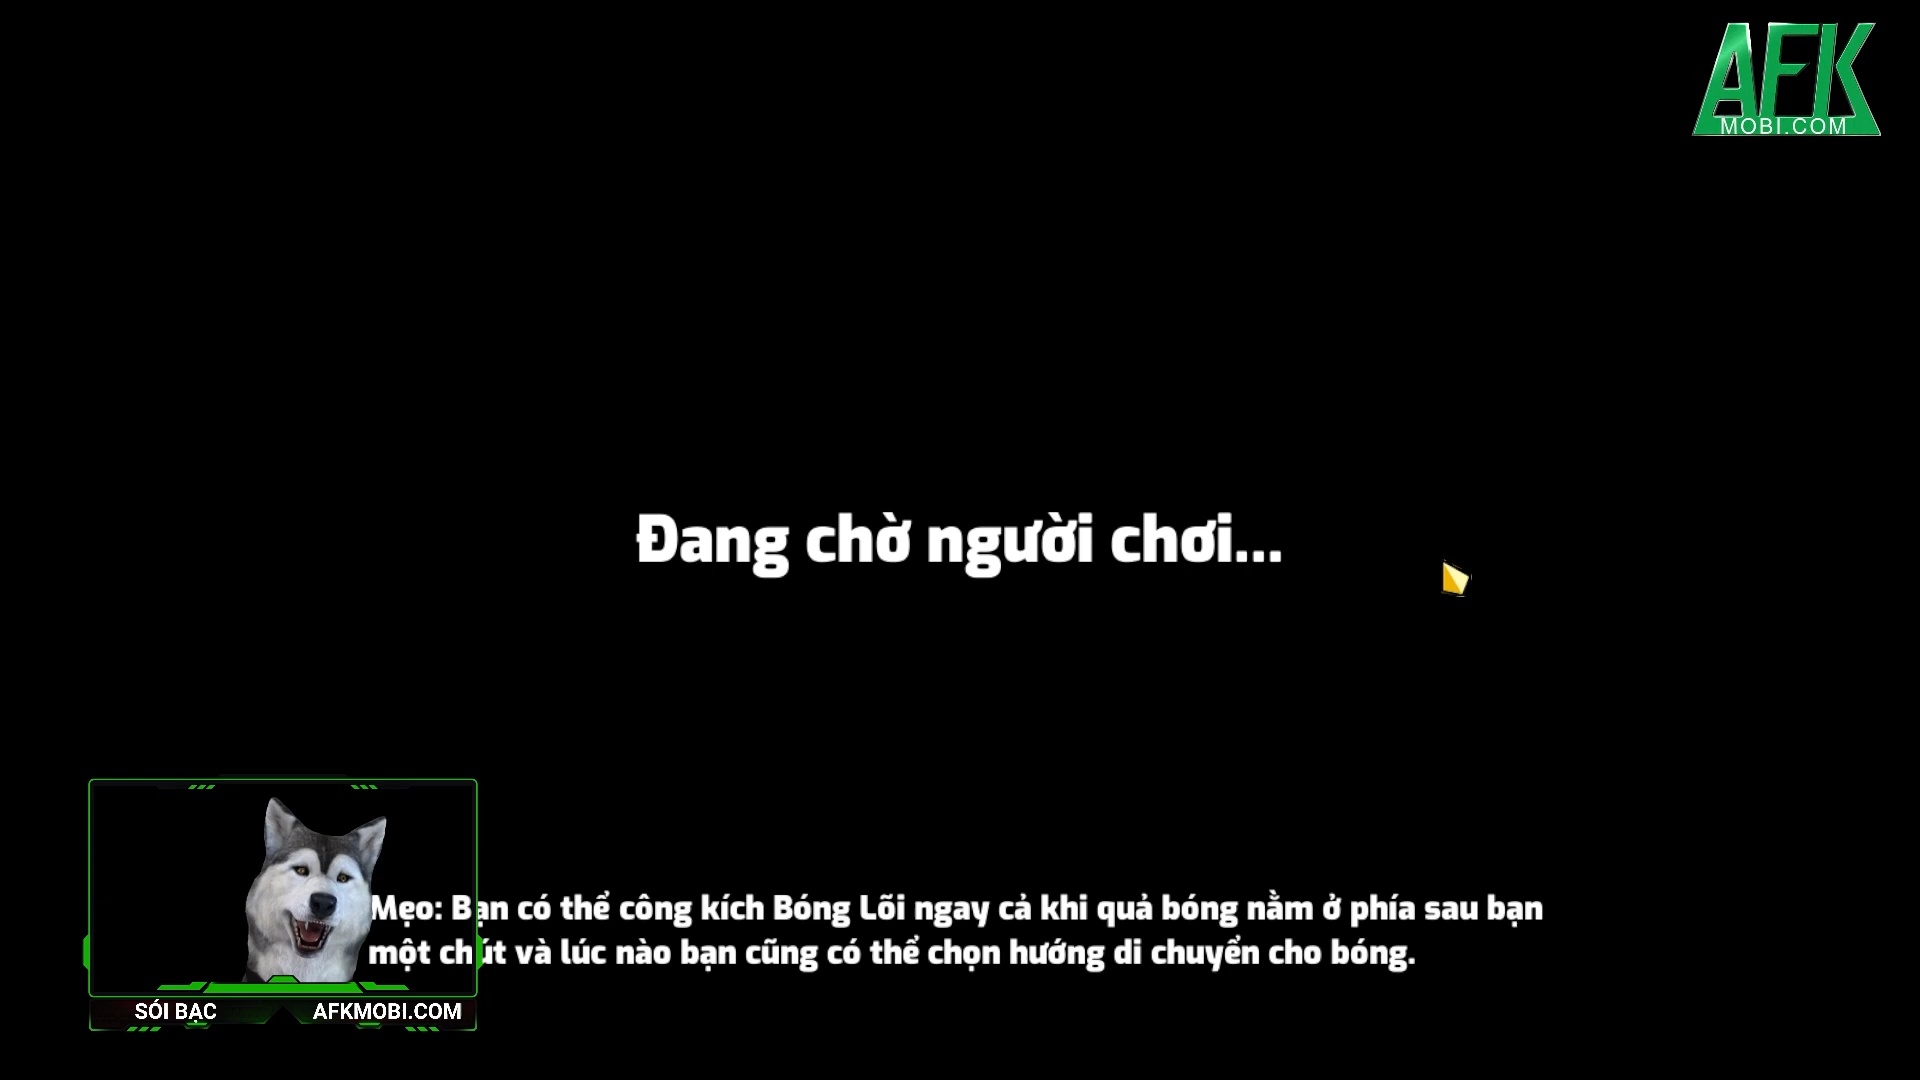 AFK
MOBI.COM
Đang chờ người chơi...
Mẹo: Bạn có thể công kích Bóng Lõi ngay cả khi quả bóng nằm ở phía sau bạn
một chút và lúc nào bạn cũng có thể chọn hướng di chuyển cho bóng.
SÓI BẠC AFKMOBI.COM